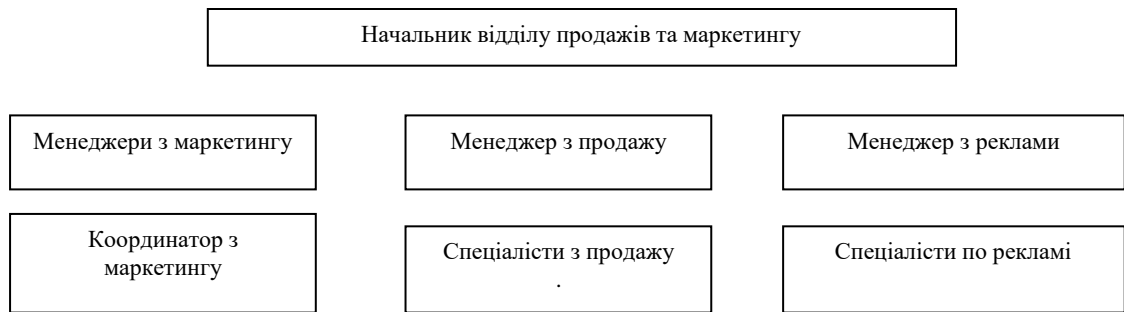 Начальник відділу продажів та маркетингу
Менеджери з маркетингу
Менеджер з продажу
Менеджер з реклами
Координатор з
маркетингу
Спеціалісти з продажу
.
Спеціалісти по рекламі